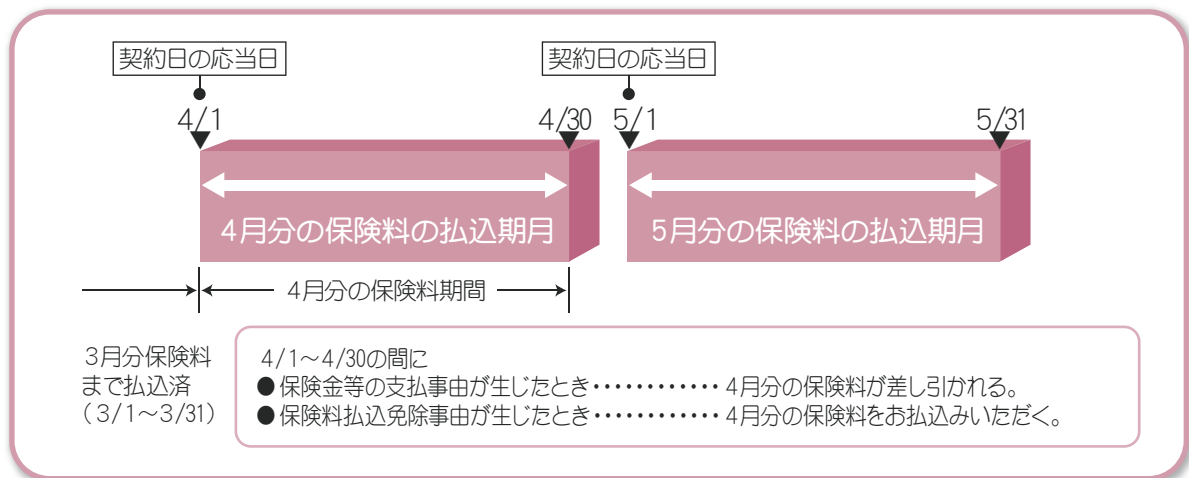 契約日の応当日 契約日の応当日
4/1 4/30 5/1 5/31
4月分の保険料の払込期月 5月分の保険料の払込期月
4月分の保険料期間
3月分保険料
まで払込済
(3/1〜3/31)
4/1〜4/30の間に
●保険金等の支払事由が生じたとき・・・・・・・・・・・・ 4月分の保険料が差し引かれる。
●保険料払込免除事由が生じたとき・・・・・・・・・・・・ 4月分の保険料をお払込みいただく。